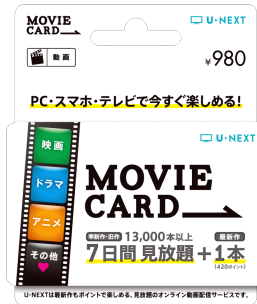 MOVIE
CARD
U-NEXT
動画
¥980
PC・スマホ・テレビで今すぐ楽しめる!
U-NEXT
映画
ドラマ
アニメ
その他
MOVIE
CARD
準新作・旧作 13,000本以上 最新作
7日間 見放題+1本
(420ポイント)
U-NEXTは最新作もポイントで楽しめる、見放題のオンライン動画配信サービスです。